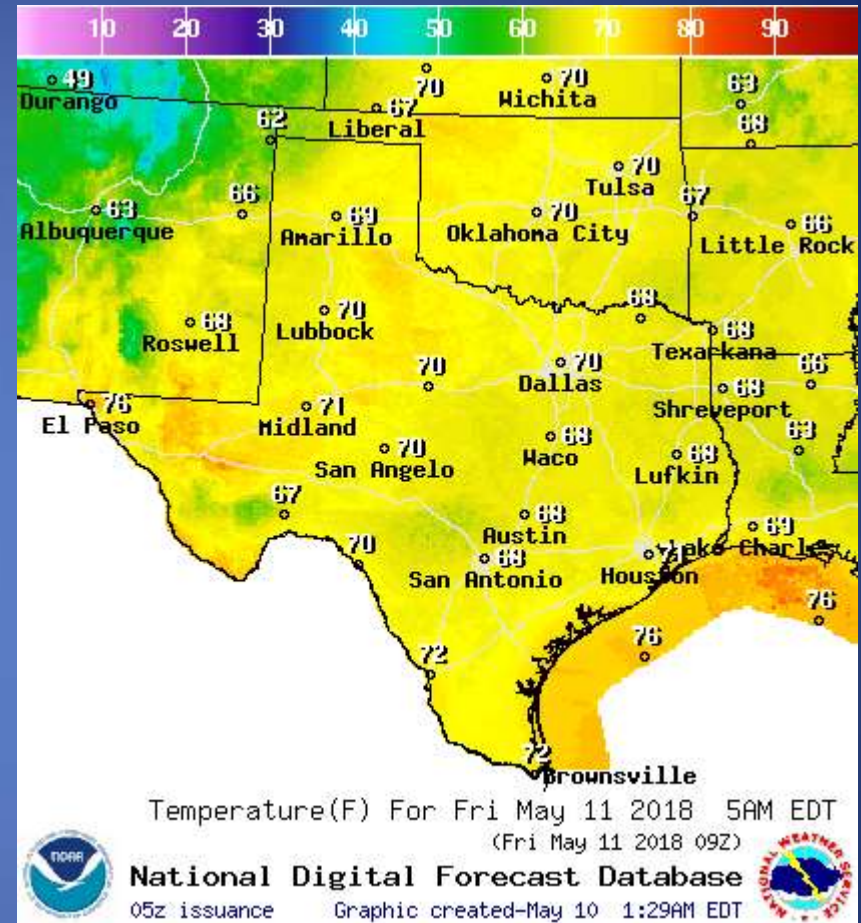 10 20 30 40 50 60 70 80 90
49 70 70 63
Durango Wichita
67
Liberal
62 68
70
Tulsa
63 66 69 70 67 66
Albuquerque Amarillo Oklahoma City Little Rock
68 70 68 68
Roswell Lubbock Texarkana
70 70 68 66
Dallas Shreveport
76 71
El Paso Midland
70 68 68 63
San Angelo Waco Lufkin
67 68 69
Austin
70 68 Lake Charles
San Antonio Houston
76 76
72
72
Brownsville
Temperature(F) For Fri May 11 2018 5AM EDT
(Fri May 11 2018 09Z)
NOAA
NATIONAL WEATHER SERVICE
National Digital Forecast Database
05z issuance Graphic created-May 10 1:29AM EDT